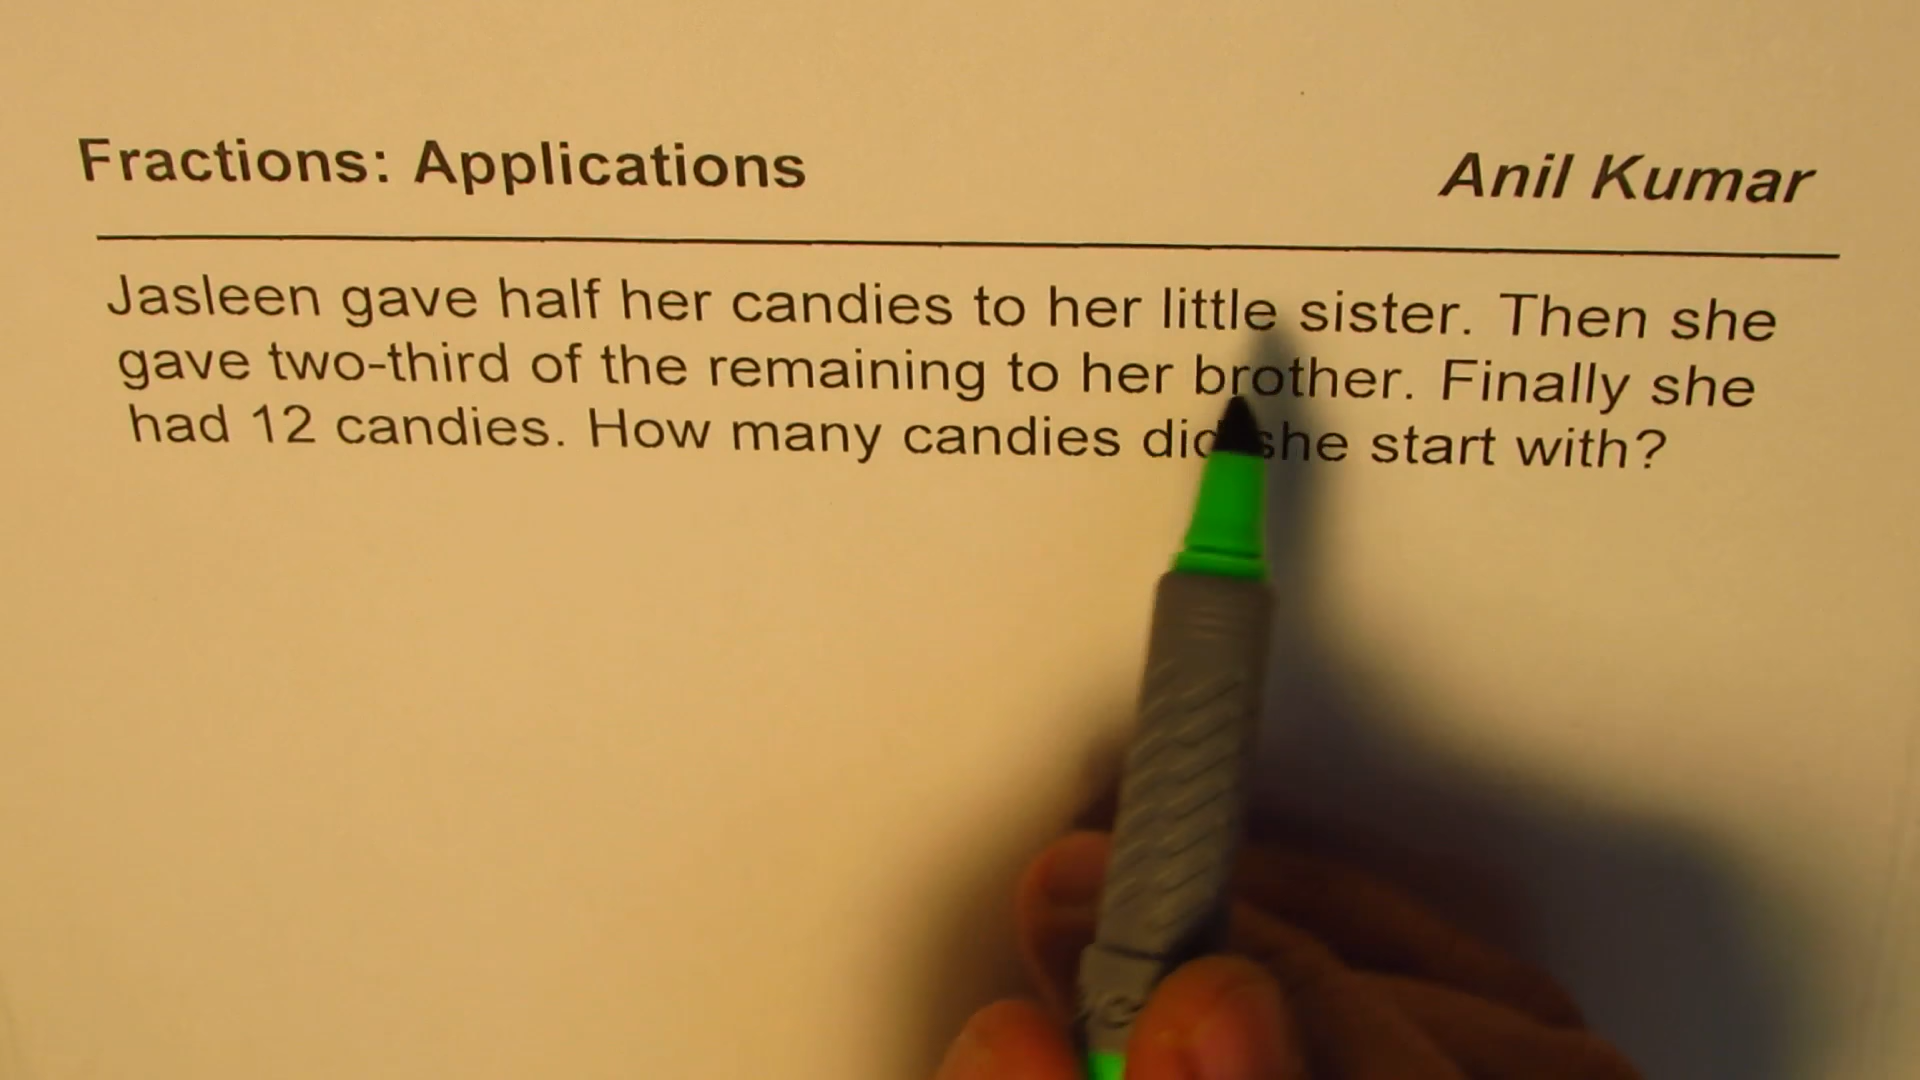 Fractions: Applications Anil Kumar
Jasleen gave half her candies to her little sister. Then she
gave two-third of the remaining to her brother. Finally she
had 12 candies. How many candies did she start with?